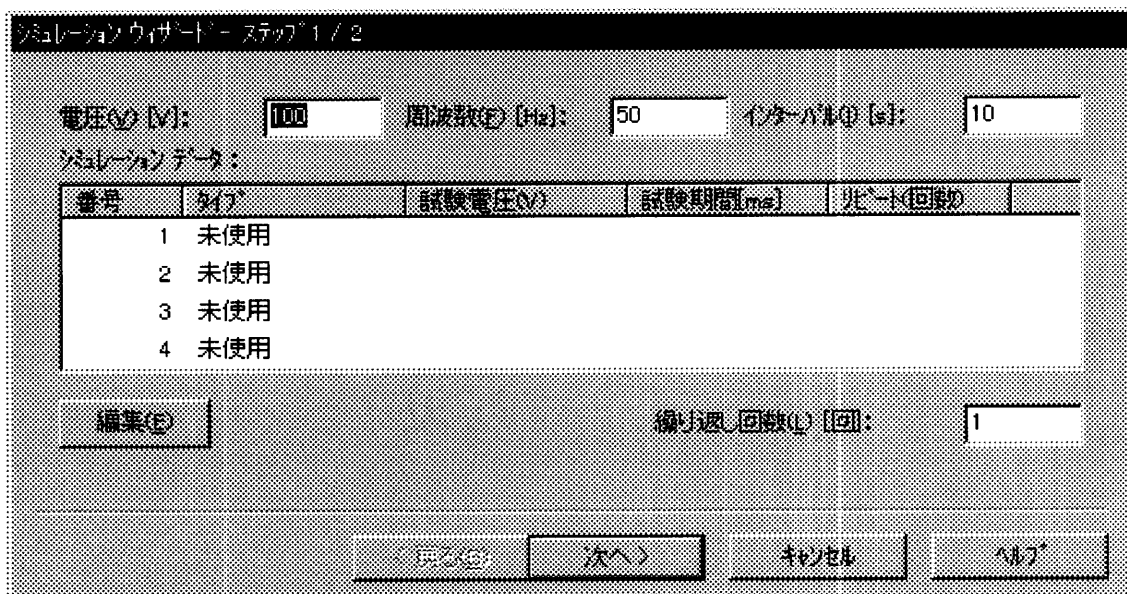 シミュレーション ウィザード - ステップ 1 / 2
電圧(V) [V]: 100 周波数(F) [Hz]: 50 インターバル(I) [s]: 10
シミュレーション データ:
番号 タイプ 試験電圧(V) 試験期間[ms] リピート(回数)
1 未使用
2 未使用
3 未使用
4 未使用
編集(E) 繰り返し回数(L) [回]: 1
< 戻る(B) 次へ > キャンセル ヘルプ